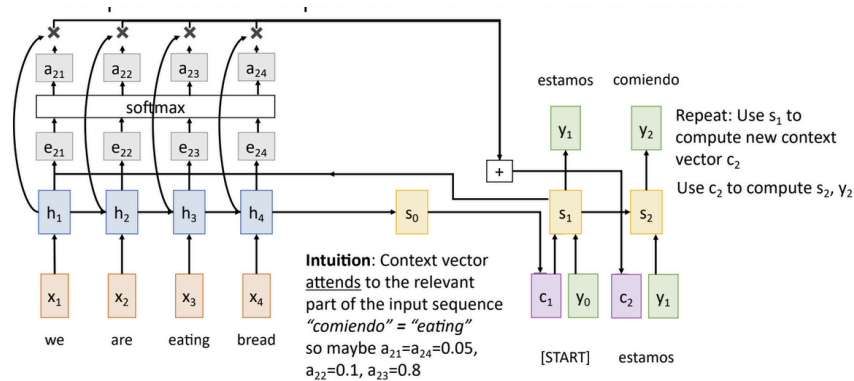 a21 a22 a23 a24
softmax
e21 e22 e23 e24
h1 h2 h3 h4
x1 x2 x3 x4
we are eating bread
s0
+
estamos comiendo
y1 y2
s1 s2
c1 y0 c2 y1
[START] estamos
Repeat: Use s1 to
compute new context
vector c2
Use c2 to compute s2, y2
Intuition: Context vector
attends to the relevant
part of the input sequence
“comiendo” = “eating”
so maybe a21=a24=0.05,
a22=0.1, a23=0.8